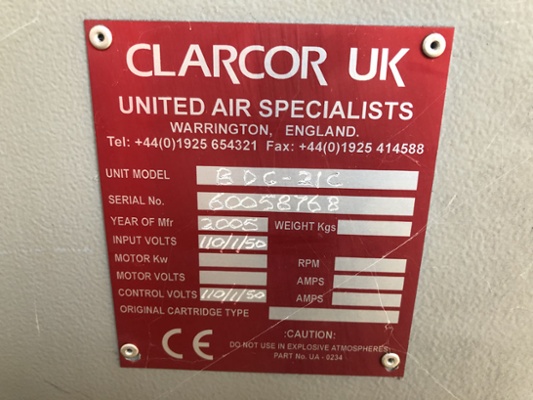 CLARCOR UK
UNITED AIR SPECIALISTS
WARRINGTON, ENGLAND.
Tel: +44(0)1925 654321 Fax: +44(0)1925 414588
UNIT MODEL BDC-21C
SERIAL No. 60058768
YEAR OF Mfr 2005 WEIGHT Kgs
INPUT VOLTS 110/1/50
MOTOR Kw RPM
MOTOR VOLTS AMPS
CONTROL VOLTS 110/1/50 AMPS
ORIGINAL CARTRIDGE TYPE
:CAUTION:
DO NOT USE IN EXPLOSIVE ATMOSPHERES
PART No. UA - 0234
CE